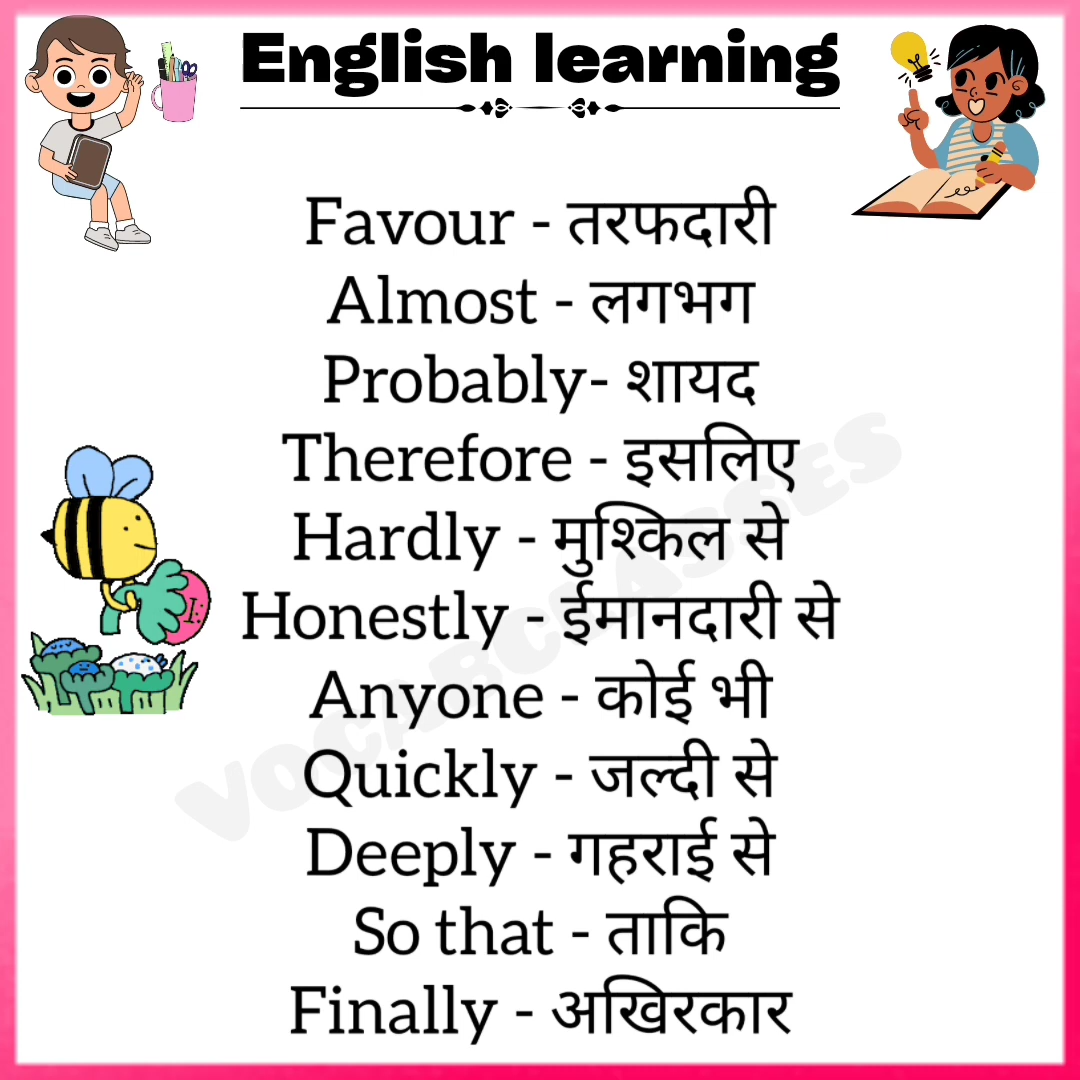 English learning
Favour - तरफदारी
Almost - लगभग
Probably- शायद
Therefore - इसलिए
Hardly - मुश्किल से
Honestly - ईमानदारी से
Anyone - कोई भी
Quickly - जल्दी से
Deeply - गहराई से
So that - ताकि
Finally - अखिरकार
VOCABCLASSES